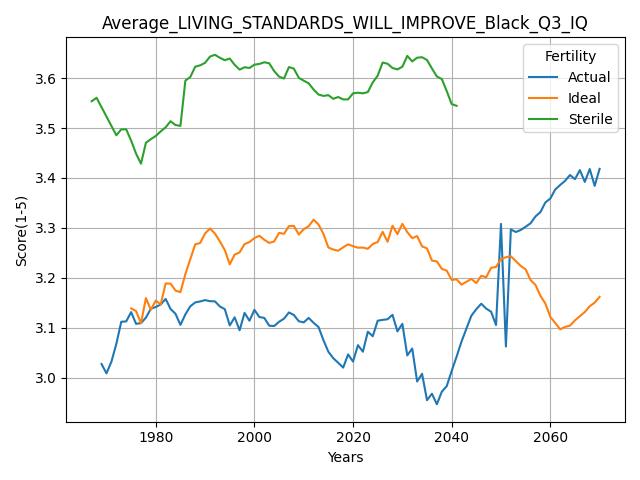 Average_LIVING_STANDARDS_WILL_IMPROVE_Black_Q3_IQ
Fertility
Actual
Ideal
Sterile
Score(1-5)
3.6
3.5
3.4
3.3
3.2
3.1
3.0
1980
2000
2020
2040
2060
Years